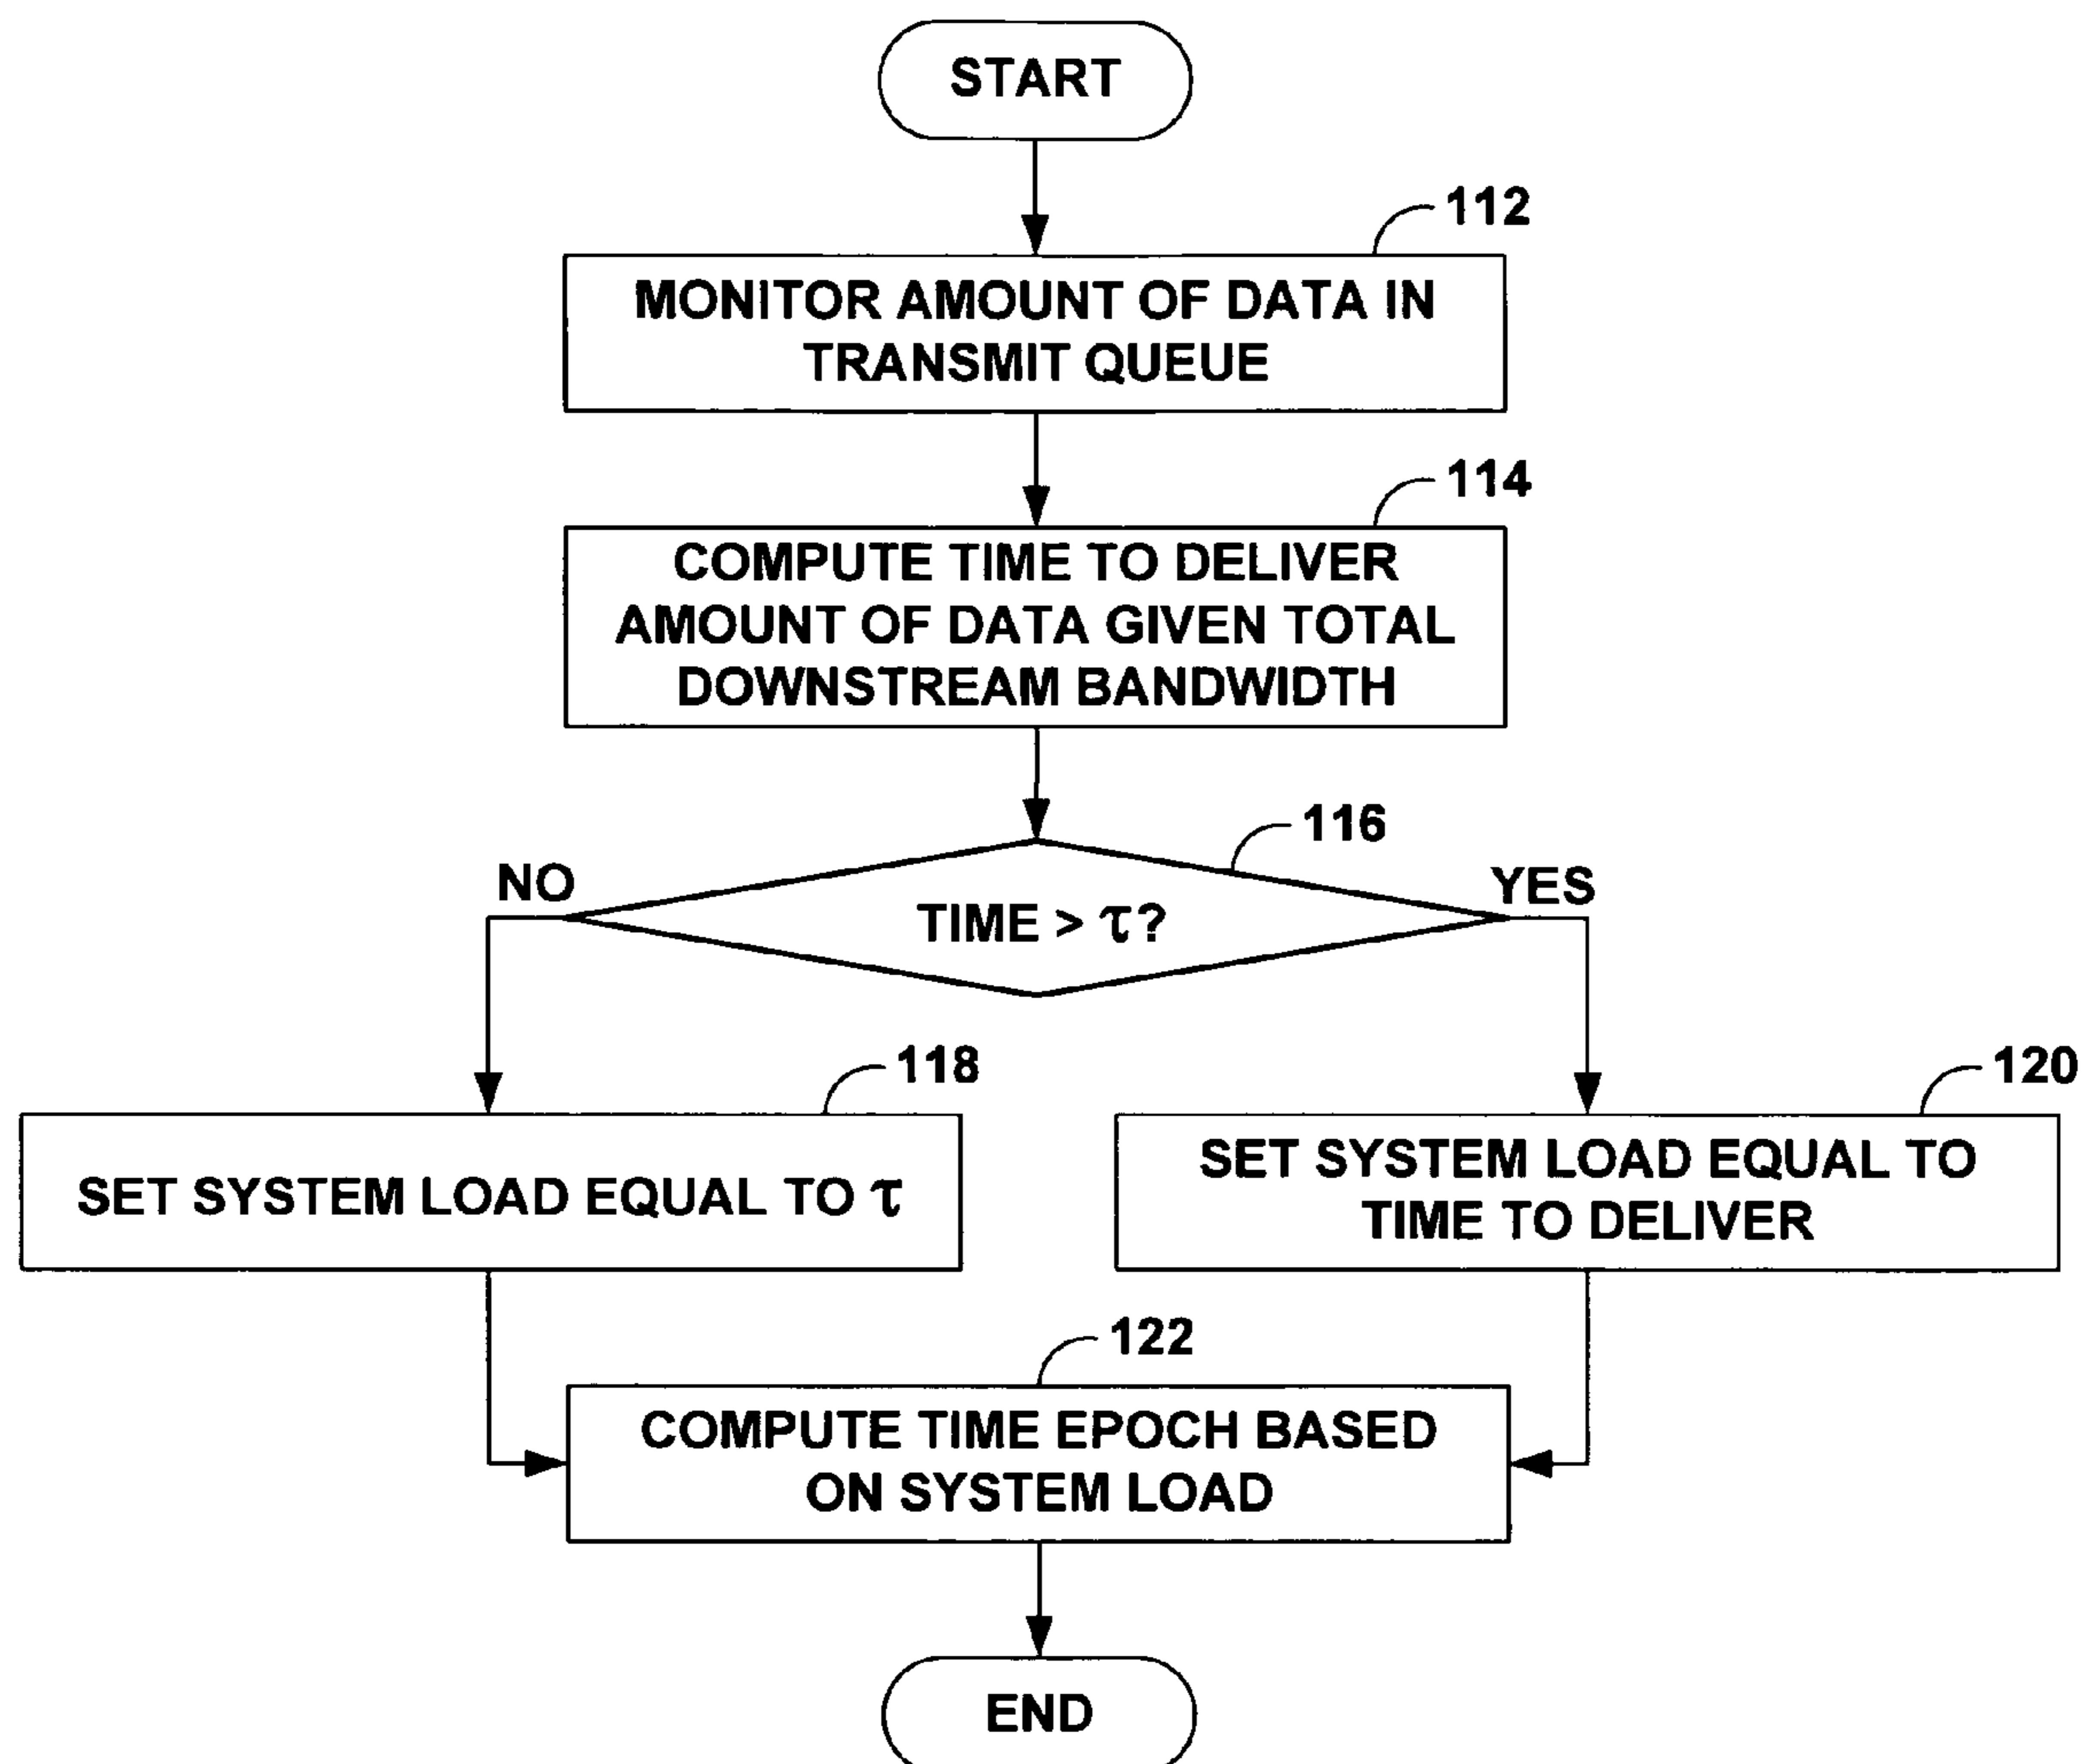 START
112
MONITOR AMOUNT OF DATA IN
TRANSMIT QUEUE
114
COMPUTE TIME TO DELIVER
AMOUNT OF DATA GIVEN TOTAL
DOWNSTREAM BANDWIDTH
116
NO
YES
TIME > τ?
118
SET SYSTEM LOAD EQUAL TO τ
120
SET SYSTEM LOAD EQUAL TO
TIME TO DELIVER
122
COMPUTE TIME EPOCH BASED
ON SYSTEM LOAD
END